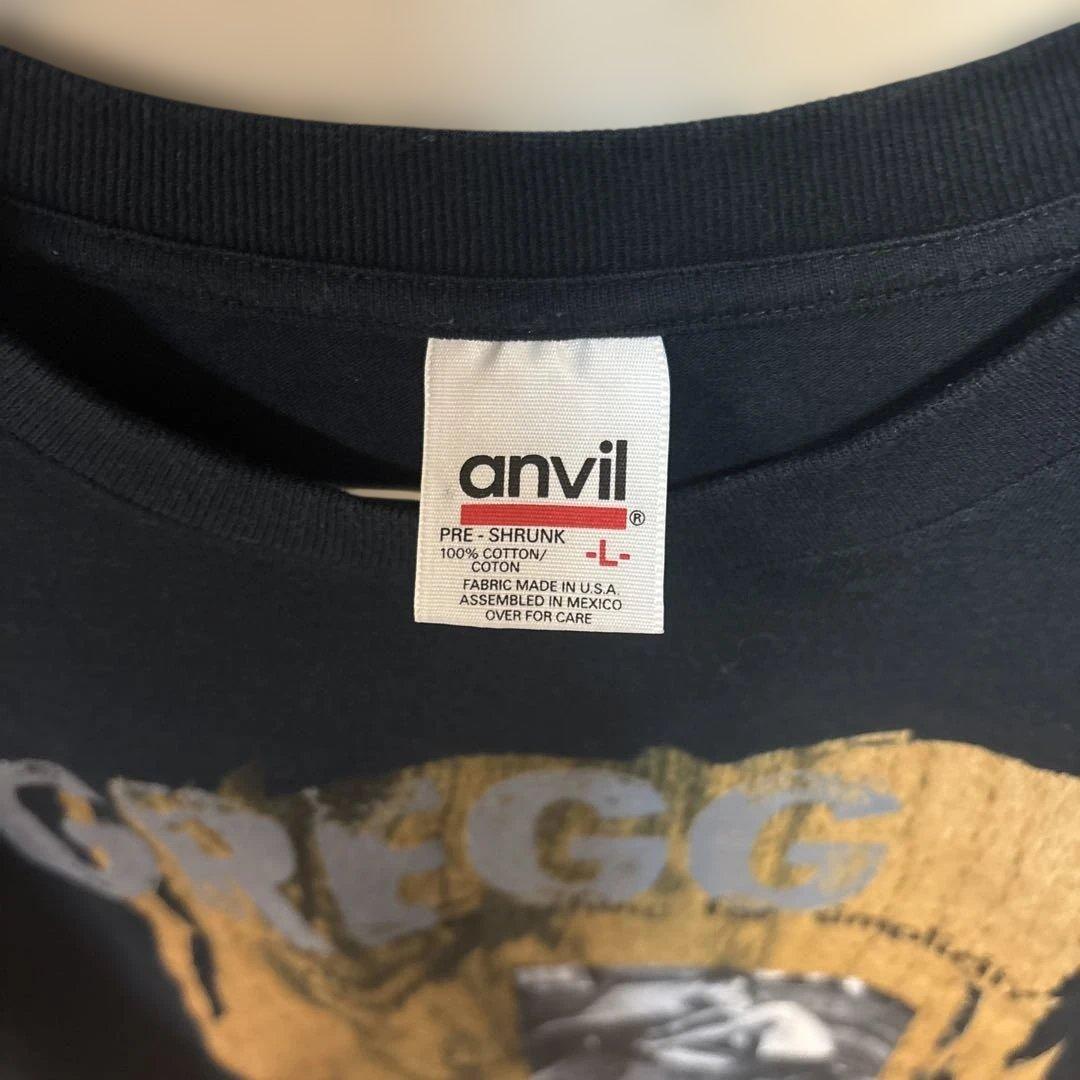 anvil
®
PRE - SHRUNK
100% COTTON/
COTON
-L-
FABRIC MADE IN U.S.A.
ASSEMBLED IN MEXICO
OVER FOR CARE
GREGG